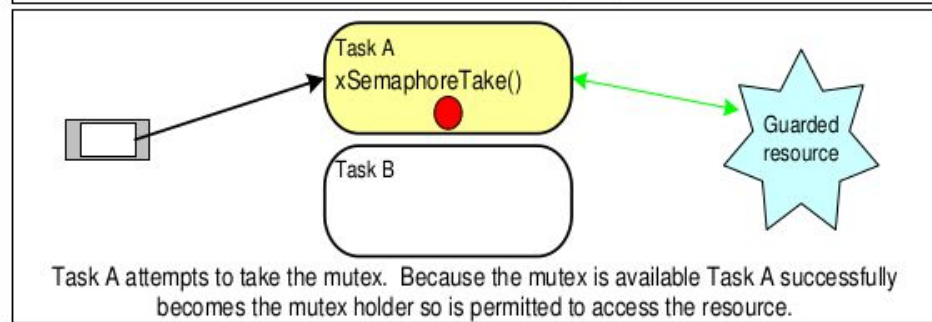 Task A
xSemaphoreTake()
Guarded
resource
Task B
Task A attempts to take the mutex. Because the mutex is available Task A successfully
becomes the mutex holder so is permitted to access the resource.